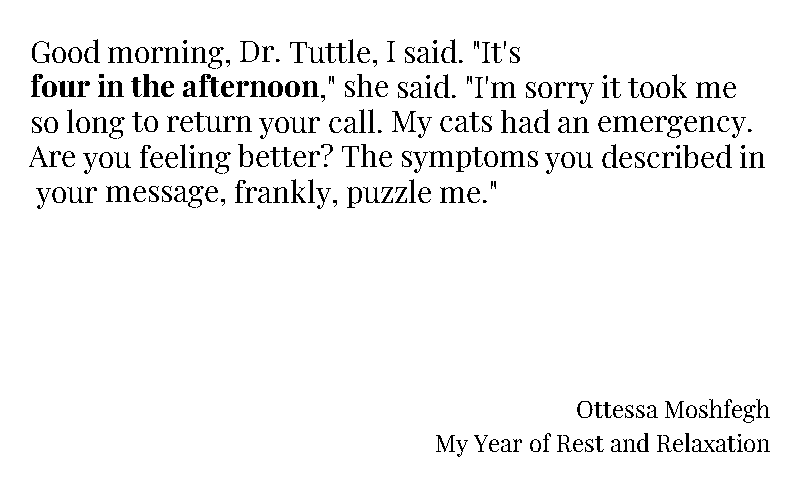 Good morning, Dr. Tuttle, I said. "It's
four in the afternoon," she said. "I'm sorry it took me
so long to return your call. My cats had an emergency.
Are you feeling better? The symptoms you described in
your message, frankly, puzzle me."
Ottessa Moshfegh
My Year of Rest and Relaxation